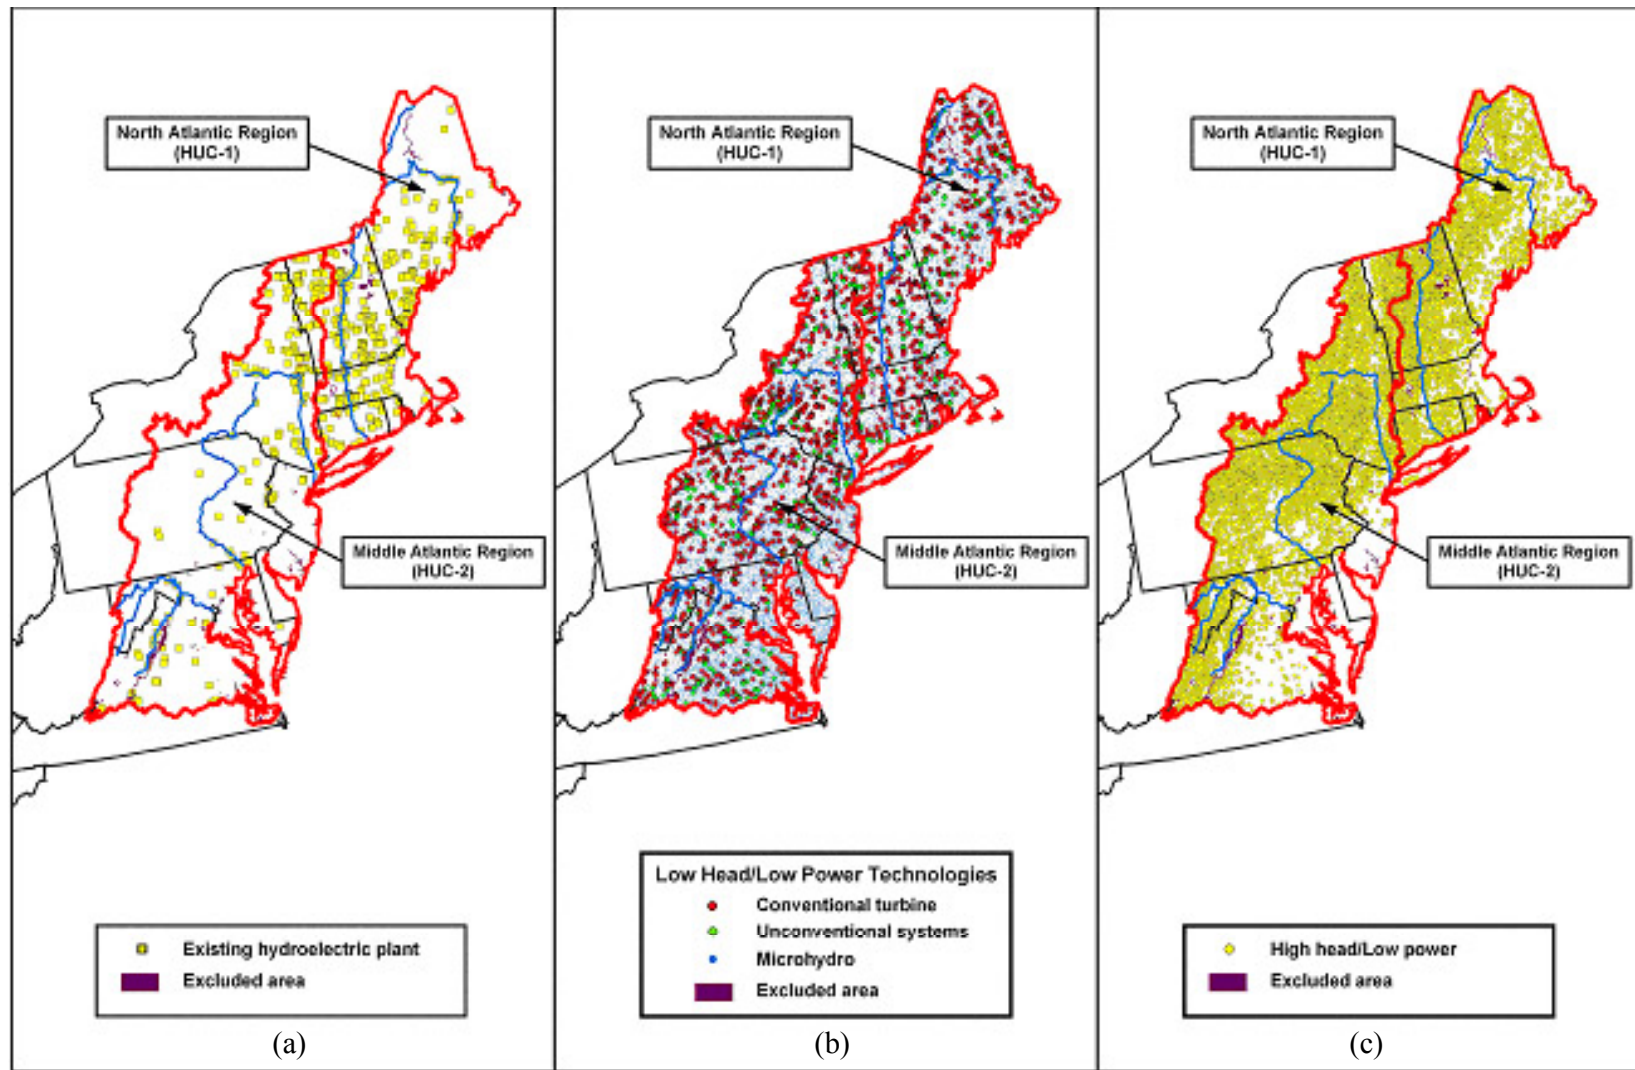 North Atlantic Region
(HUC-1)
Middle Atlantic Region
(HUC-2)
Existing hydroelectric plant
Excluded area
(a)
North Atlantic Region
(HUC-1)
Middle Atlantic Region
(HUC-2)
Low Head/Low Power Technologies
Conventional turbine
Unconventional systems
Microhydro
Excluded area
(b)
North Atlantic Region
(HUC-1)
Middle Atlantic Region
(HUC-2)
High head/Low power
Excluded area
(c)